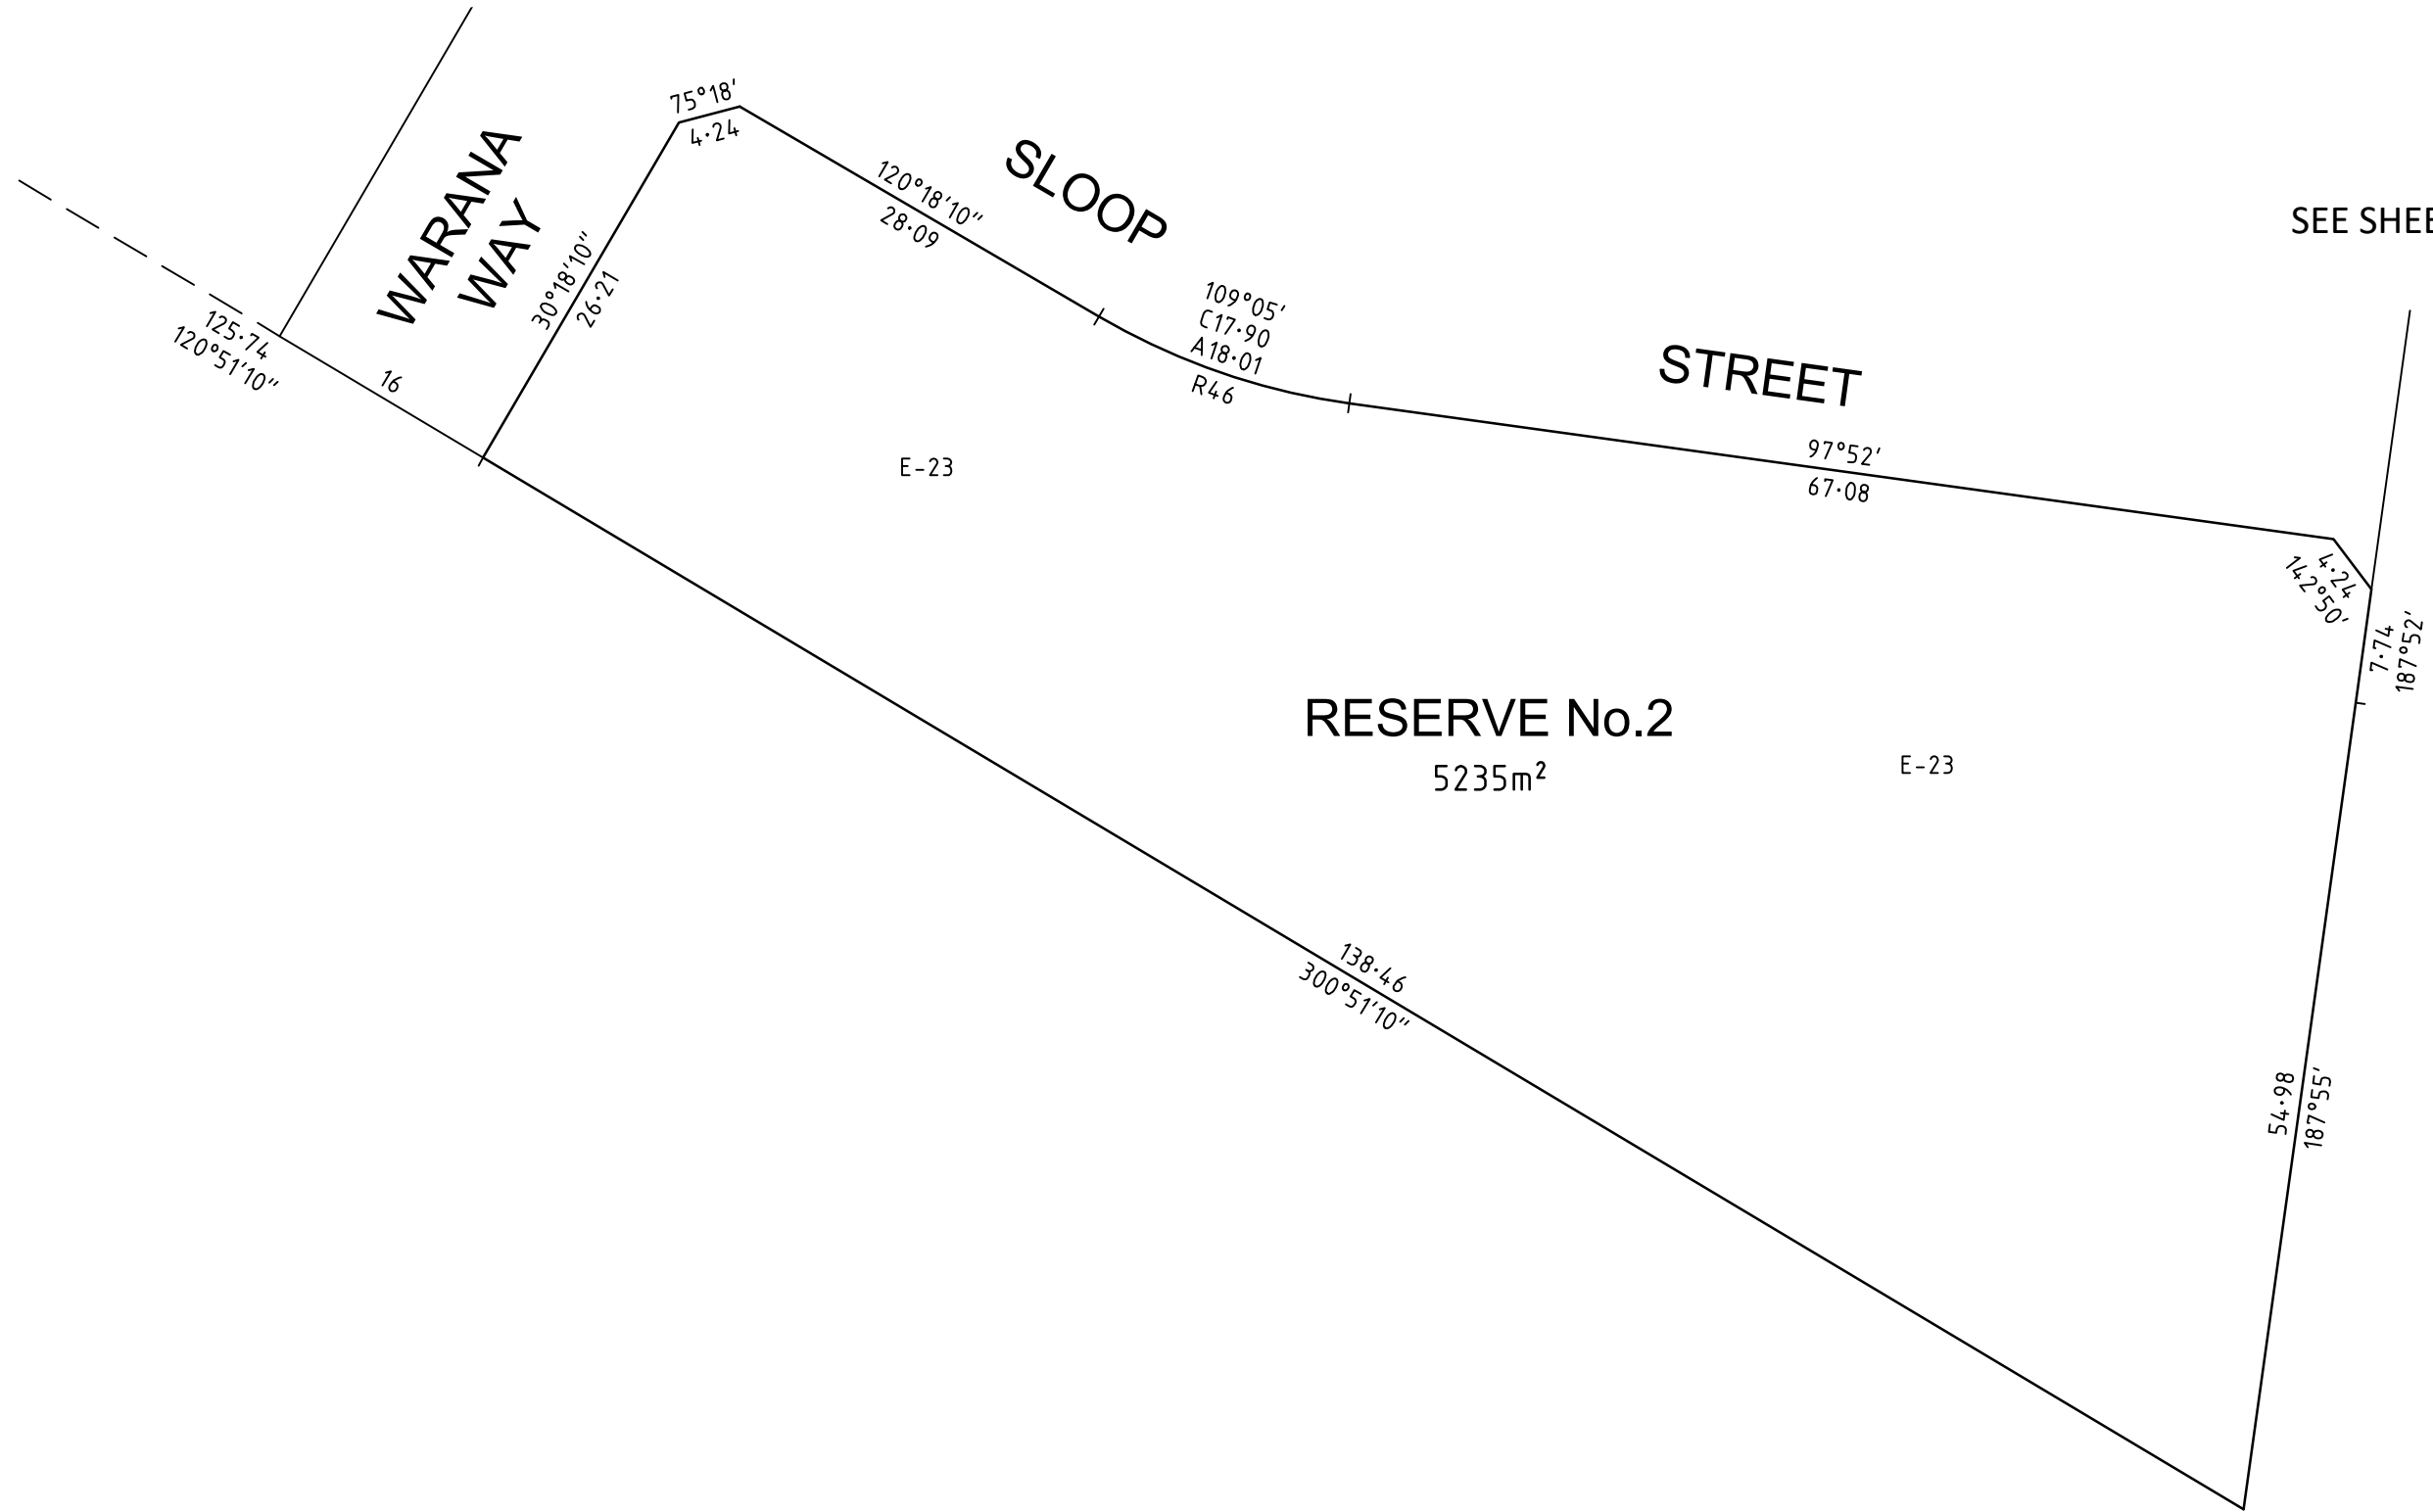 75°18'
4·24
WARANA
WAY
SLOOP
120°18'10"
28·09
30°18'10"
26·21
109°05'
C17·90
A18·01
R46
SEE SHEE
125·74
120°51'10"
16
STREET
97°52'
67·08
E-23
4·24
142°50'
7·74
187°52'
RESERVE No.2
5235m²
E-23
138·46
300°51'10"
54·98
187°55'